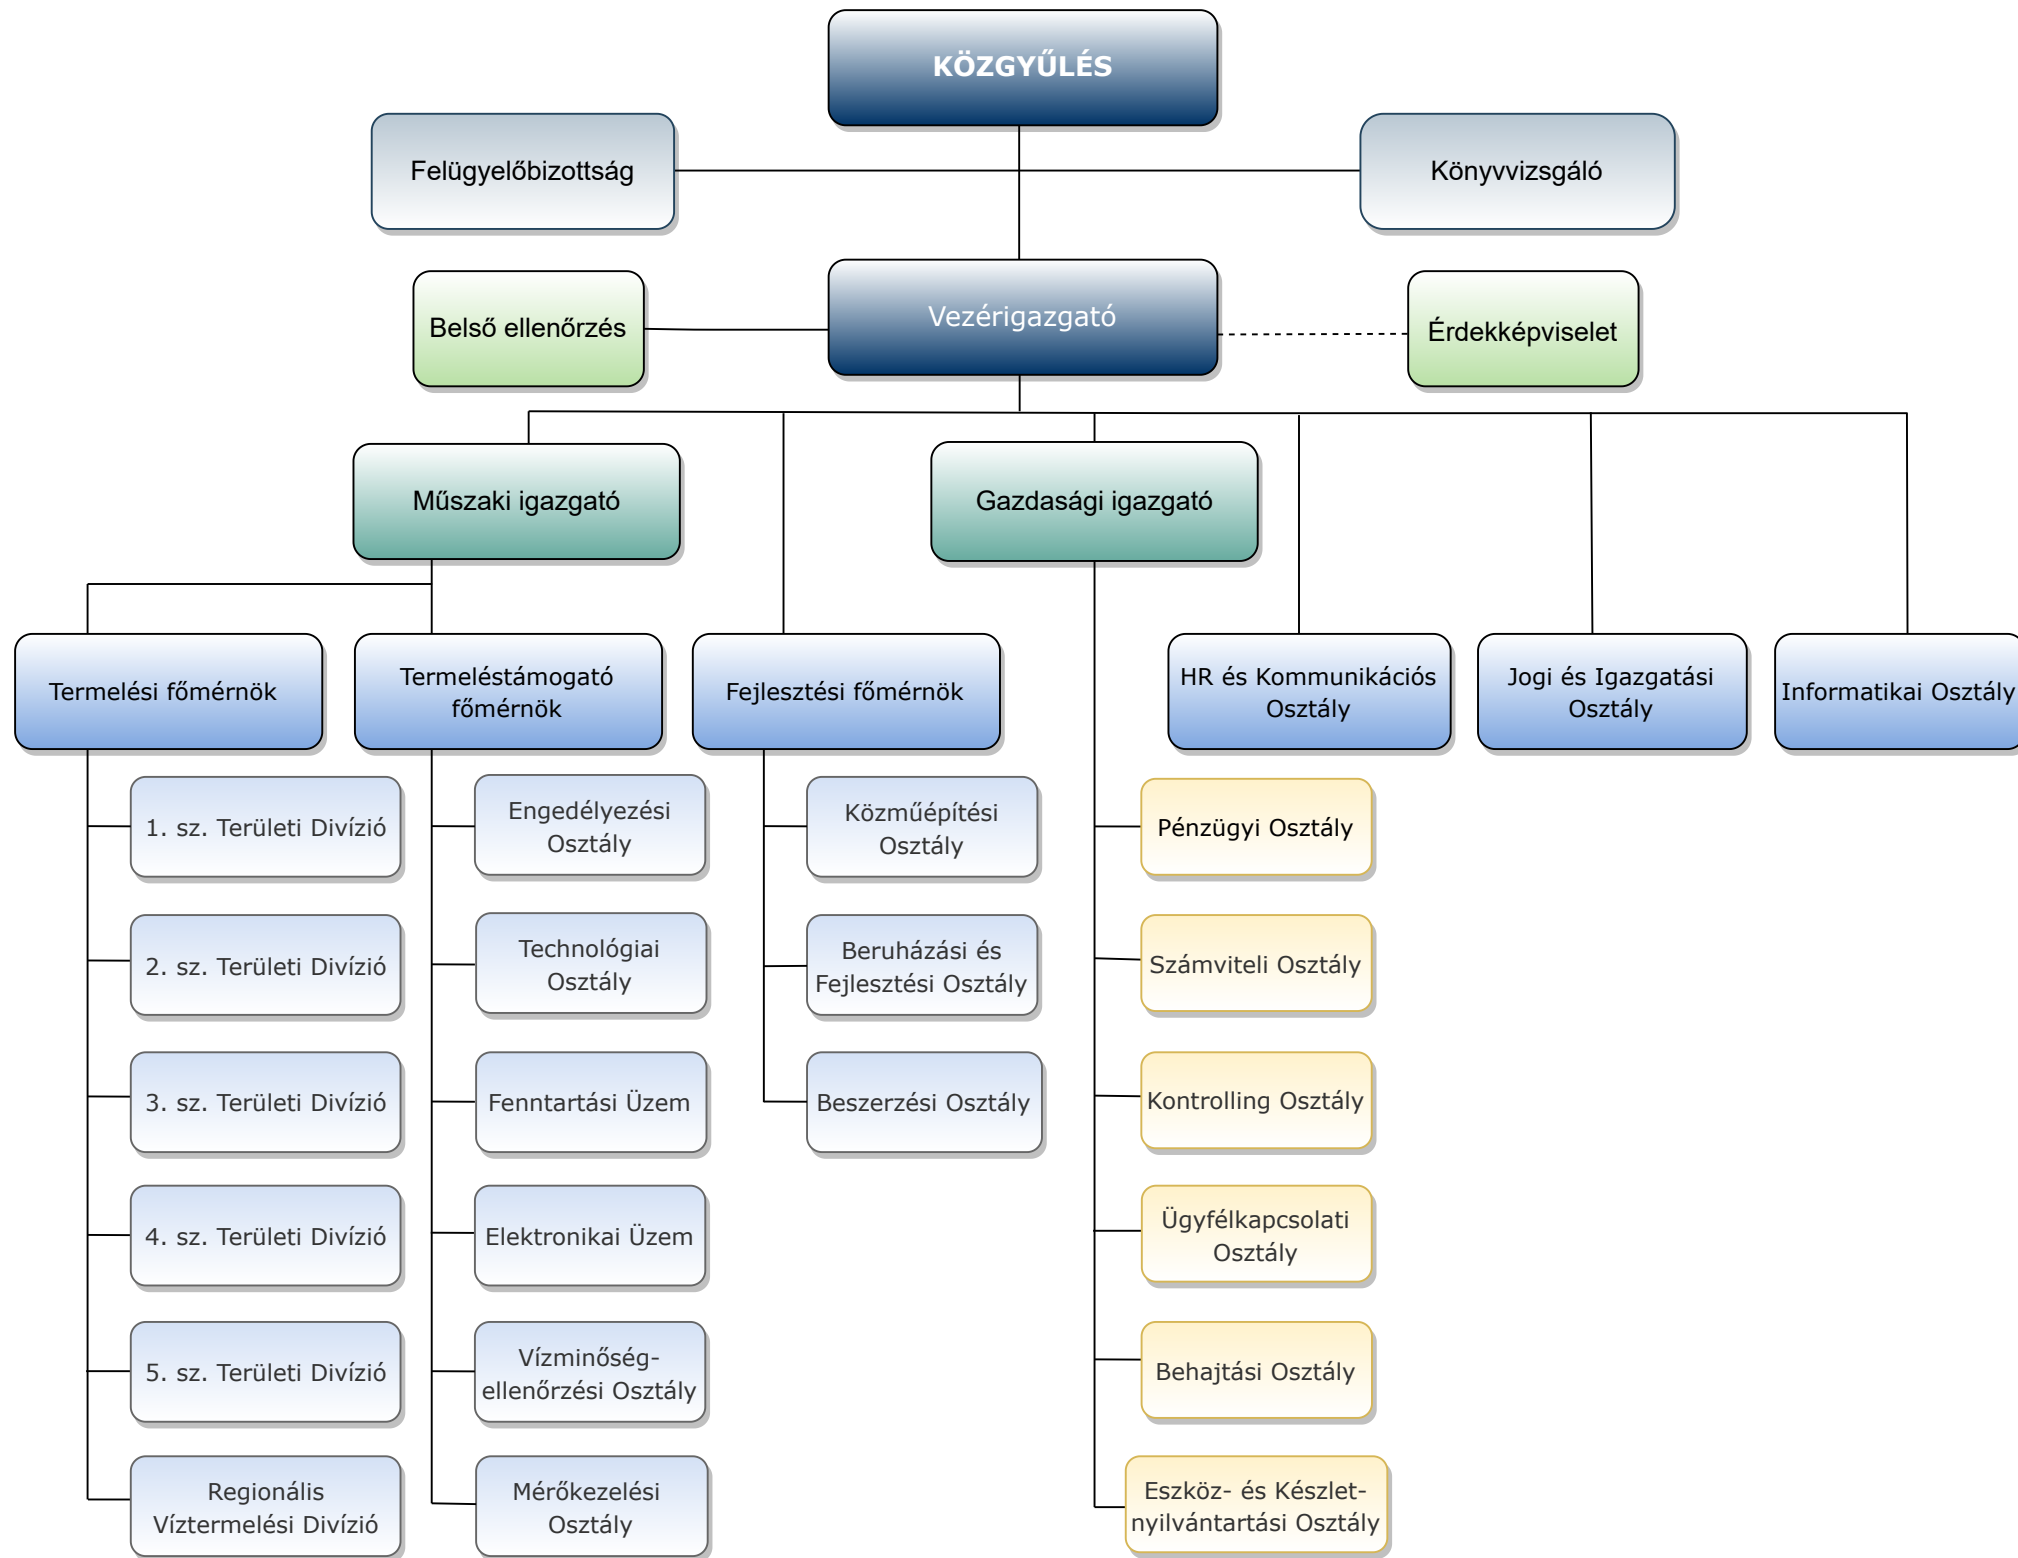 KÖZGYŰLÉS
Felügyelőbizottság
Könyvvizsgáló
Vezérigazgató
Belső ellenőrzés
Érdekképviselet
Műszaki igazgató
Gazdasági igazgató
Termelési főmérnök
Termeléstámogató
főmérnök
Fejlesztési főmérnök
HR és Kommunikációs
Osztály
Jogi és Igazgatási
Osztály
Informatikai Osztály
1. sz. Területi Divízió
2. sz. Területi Divízió
3. sz. Területi Divízió
4. sz. Területi Divízió
5. sz. Területi Divízió
Regionális
Víztermelési Divízió
Engedélyezési
Osztály
Technológiai
Osztály
Fenntartási Üzem
Elektronikai Üzem
Vízminőség-
ellenőrzési Osztály
Mérőkezelési
Osztály
Közműépítési
Osztály
Beruházási és
Fejlesztési Osztály
Beszerzési Osztály
Pénzügyi Osztály
Számviteli Osztály
Kontrolling Osztály
Ügyfélkapcsolati
Osztály
Behajtási Osztály
Eszköz- és Készlet-
nyilvántartási Osztály